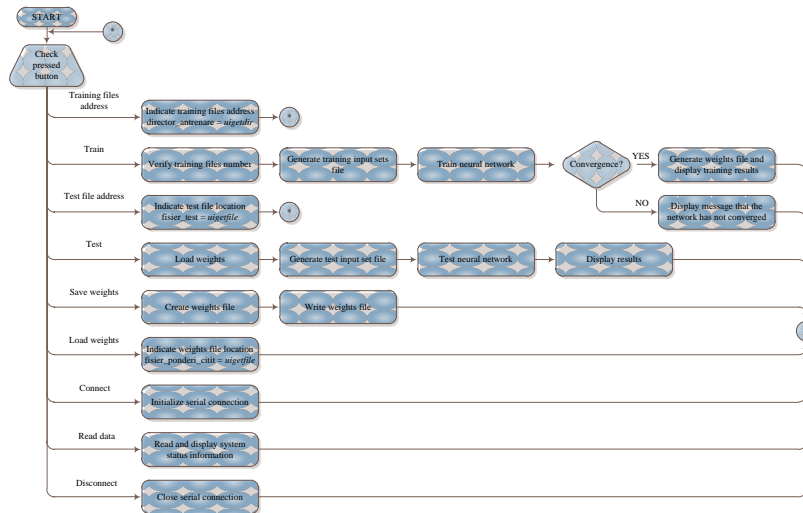 START
*
Check
pressed
button
Training files
address
Indicate training files address
director_antrenare = uigetdir
*
Train
Verify training files number
Generate training input sets
file
Train neural network
Convergence?
YES
Generate weights file and
display training results
NO
Display message that the
network has not converged
Test file address
Indicate test file location
fisier_test = uigetfile
*
Test
Load weights
Generate test input set file
Test neural network
Display results
Save weights
Create weights file
Write weights file
Load weights
Indicate weights file location
fisier_ponderi_citit = uigetfile
Connect
Initialize serial connection
Read data
Read and display system
status information
Disconnect
Close serial connection